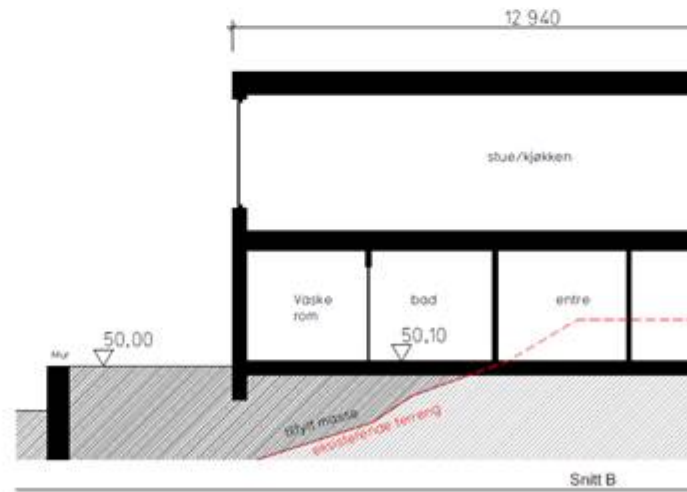 12 940
stue/kjøkken
Vaske
rom
bad
entre
50,00
50,10
Mur
tilfylt masse
eksisterende terreng
Snitt B